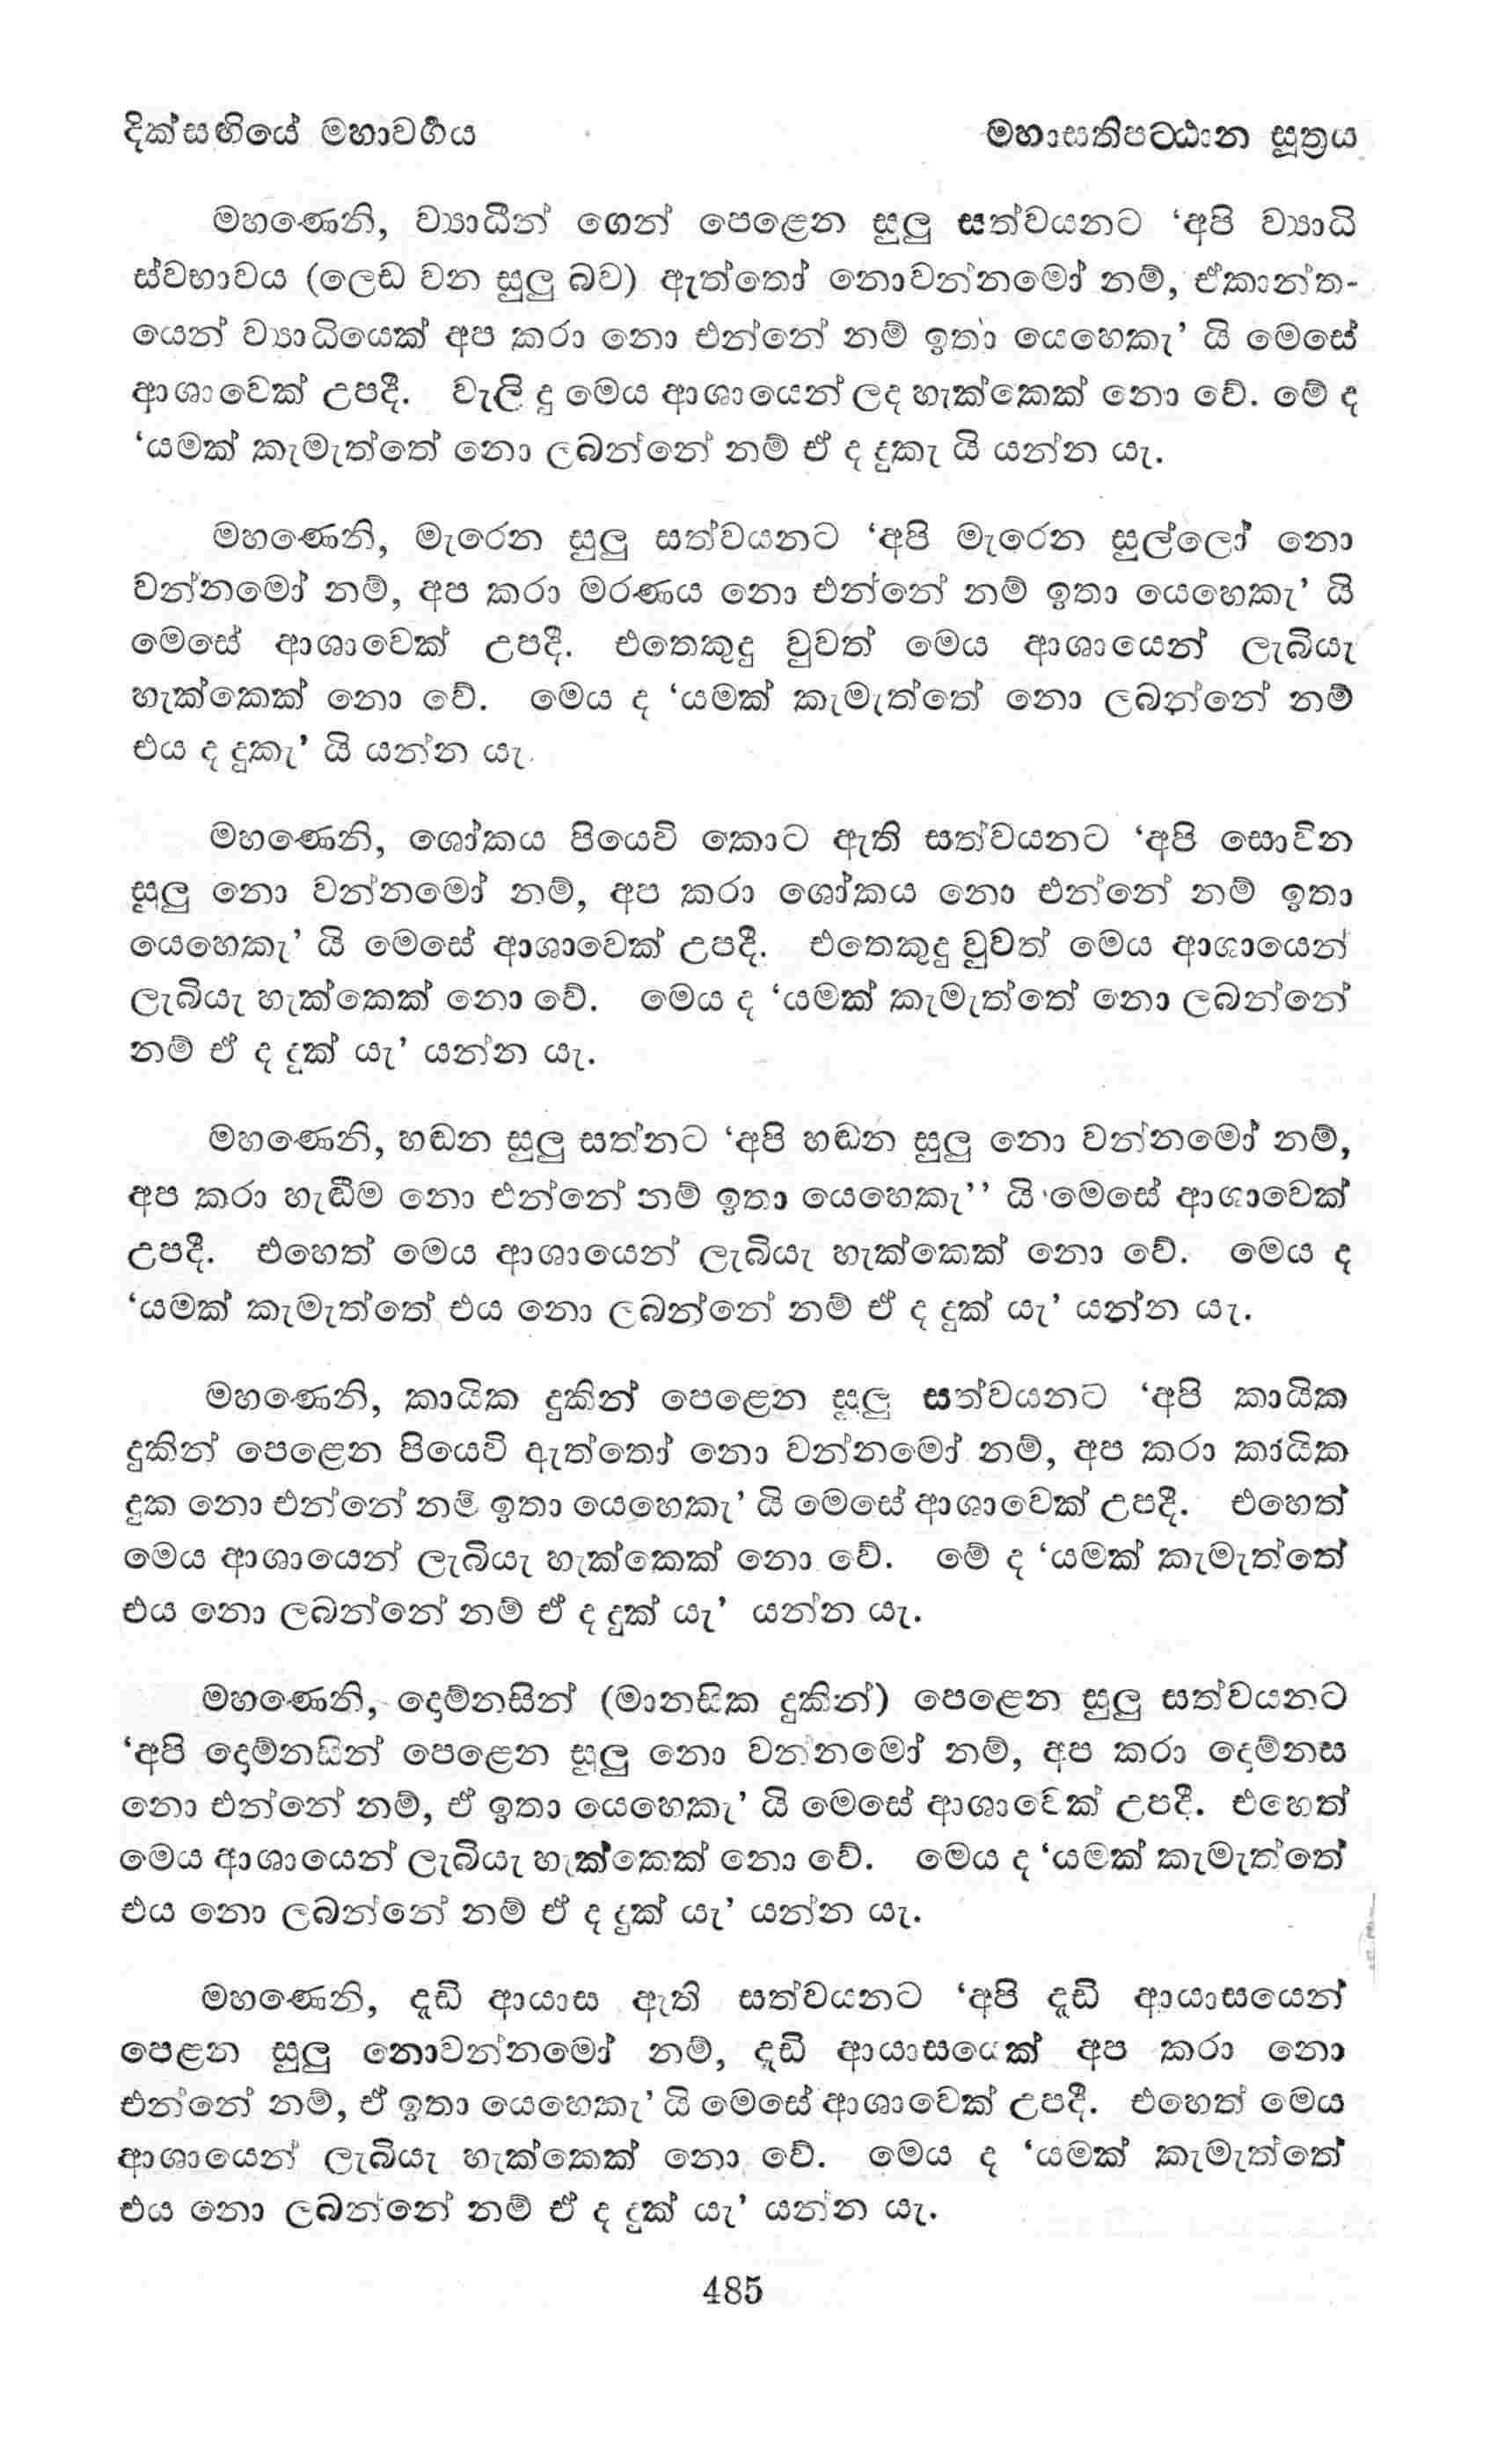 දික්සඟියේ මහාවර්‍ගය
මහාසතිපට්ඨාන සූත්‍රය
මහණෙනි, ව්‍යාධීන් ගෙන් පෙළෙන සුලු සත්වයනට ‘අපි ව්‍යාධි
ස්වභාවය (ලෙඩ වන සුලු බව) ඇත්තෝ නොවන්නමෝ නම්, ඒකාන්ත-
යෙන් ව්‍යාධියෙක් අප කරා නො එන්නේ නම් ඉතා යෙහෙකැ’ යි මෙසේ
ආශාවෙක් උපදී. වැලි දු මෙය ආශායෙන් ලද හැක්කෙක් නො වේ. මේ ද
‘යමක් කැමැත්තේ නො ලබන්නේ නම් ඒ ද දුකැ යි යන්න යැ.
මහණෙනි, මැරෙන සුලු සත්වයනට ‘අපි මැරෙන සුල්ලෝ නො
වන්නමෝ නම්, අප කරා මරණය නො එන්නේ නම් ඉතා යෙහෙකැ’ යි
මෙසේ ආශාවෙක් උපදී. එතෙකුදු වුවත් මෙය ආශායෙන් ලැබියැ
හැක්කෙක් නො වේ. මෙය ද ‘යමක් කැමැත්තේ නො ලබන්නේ නම්
එය ද දුකැ’ යි යන්න යැ.
මහණෙනි, ශෝකය පියෙවි කොට ඇති සත්වයනට ‘අපි සොවින
සුලු නො වන්නමෝ නම්, අප කරා ශෝකය නො එන්නේ නම් ඉතා
යෙහෙකැ’ යි මෙසේ ආශාවෙක් උපදී. එතෙකුදු වුවත් මෙය ආශායෙන්
ලැබියැ හැක්කෙක් නො වේ. මෙය ද ‘යමක් කැමැත්තේ නො ලබන්නේ
නම් ඒ ද දුක් යැ’ යන්න යැ.
මහණෙනි, හඬන සුලු සත්නට ‘අපි හඬන සුලු නො වන්නමෝ නම්,
අප කරා හැඬීම නො එන්නේ නම් ඉතා යෙහෙකැ’’ යි මෙසේ ආශාවෙක්
උපදී. එහෙත් මෙය ආශායෙන් ලැබියැ හැක්කෙක් නො වේ. මෙය ද
‘යමක් කැමැත්තේ එය නො ලබන්නේ නම් ඒ ද දුක් යැ’ යන්න යැ.
මහණෙනි, කායික දුකින් පෙළෙන සුලු සත්වයනට ‘අපි කායික
දුකින් පෙළෙන පියෙවි ඇත්තෝ නො වන්නමෝ නම්, අප කරා කායික
දුක නො එන්නේ නම් ඉතා යෙහෙකැ’ යි මෙසේ ආශාවෙක් උපදී. එහෙත්
මෙය ආශායෙන් ලැබියැ හැක්කෙක් නො වේ. මේ ද ‘යමක් කැමැත්තේ
එය නො ලබන්නේ නම් ඒ ද දුක් යැ’ යන්න යැ.
මහණෙනි, දොම්නසින් (මානසික දුකින්) පෙළෙන සුලු සත්වයනට
‘අපි දොම්නසින් පෙළෙන සුලු නො වන්නමෝ නම්, අප කරා දොම්නස
නො එන්නේ නම්, ඒ ඉතා යෙහෙකැ’ යි මෙසේ ආශාවෙක් උපදී. එහෙත්
මෙය ආශායෙන් ලැබියැ හැක්කෙක් නො වේ. මෙය ද ‘යමක් කැමැත්තේ
එය නො ලබන්නේ නම් ඒ ද දුක් යැ’ යන්න යැ.
මහණෙනි, දැඩි ආයාස ඇති සත්වයනට ‘අපි දැඩි ආයාසයෙන්
පෙළන සුලු නොවන්නමෝ නම්, දැඩි ආයාසයෙක් අප කරා නො
එන්නේ නම්, ඒ ඉතා යෙහෙකැ’ යි මෙසේ ආශාවෙක් උපදී. එහෙත් මෙය
ආශායෙන් ලැබියැ හැක්කෙක් නො වේ. මෙය ද ‘යමක් කැමැත්තේ
එය නො ලබන්නේ නම් ඒ ද දුක් යැ’ යන්න යැ.
485